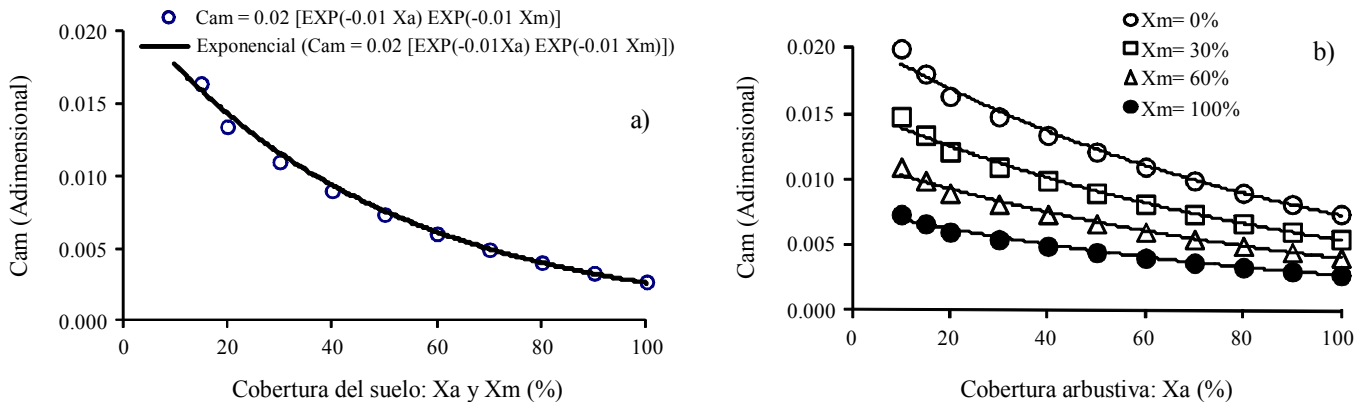 Cam = 0.02 [EXP(-0.01 Xa) EXP(-0.01 Xm)]
Exponencial (Cam = 0.02 [EXP(-0.01Xa) EXP(-0.01 Xm)])
0.020
0.015
0.010
0.005
0.000
Cam (Adimensional)
a)
0 20 40 60 80 100
Cobertura del suelo: Xa y Xm (%)
Xm= 0%
Xm= 30%
Xm= 60%
Xm= 100%
b)
0.020
0.015
0.010
0.005
0.000
Cam (Adimensional)
0 20 40 60 80 100
Cobertura arbustiva: Xa (%)